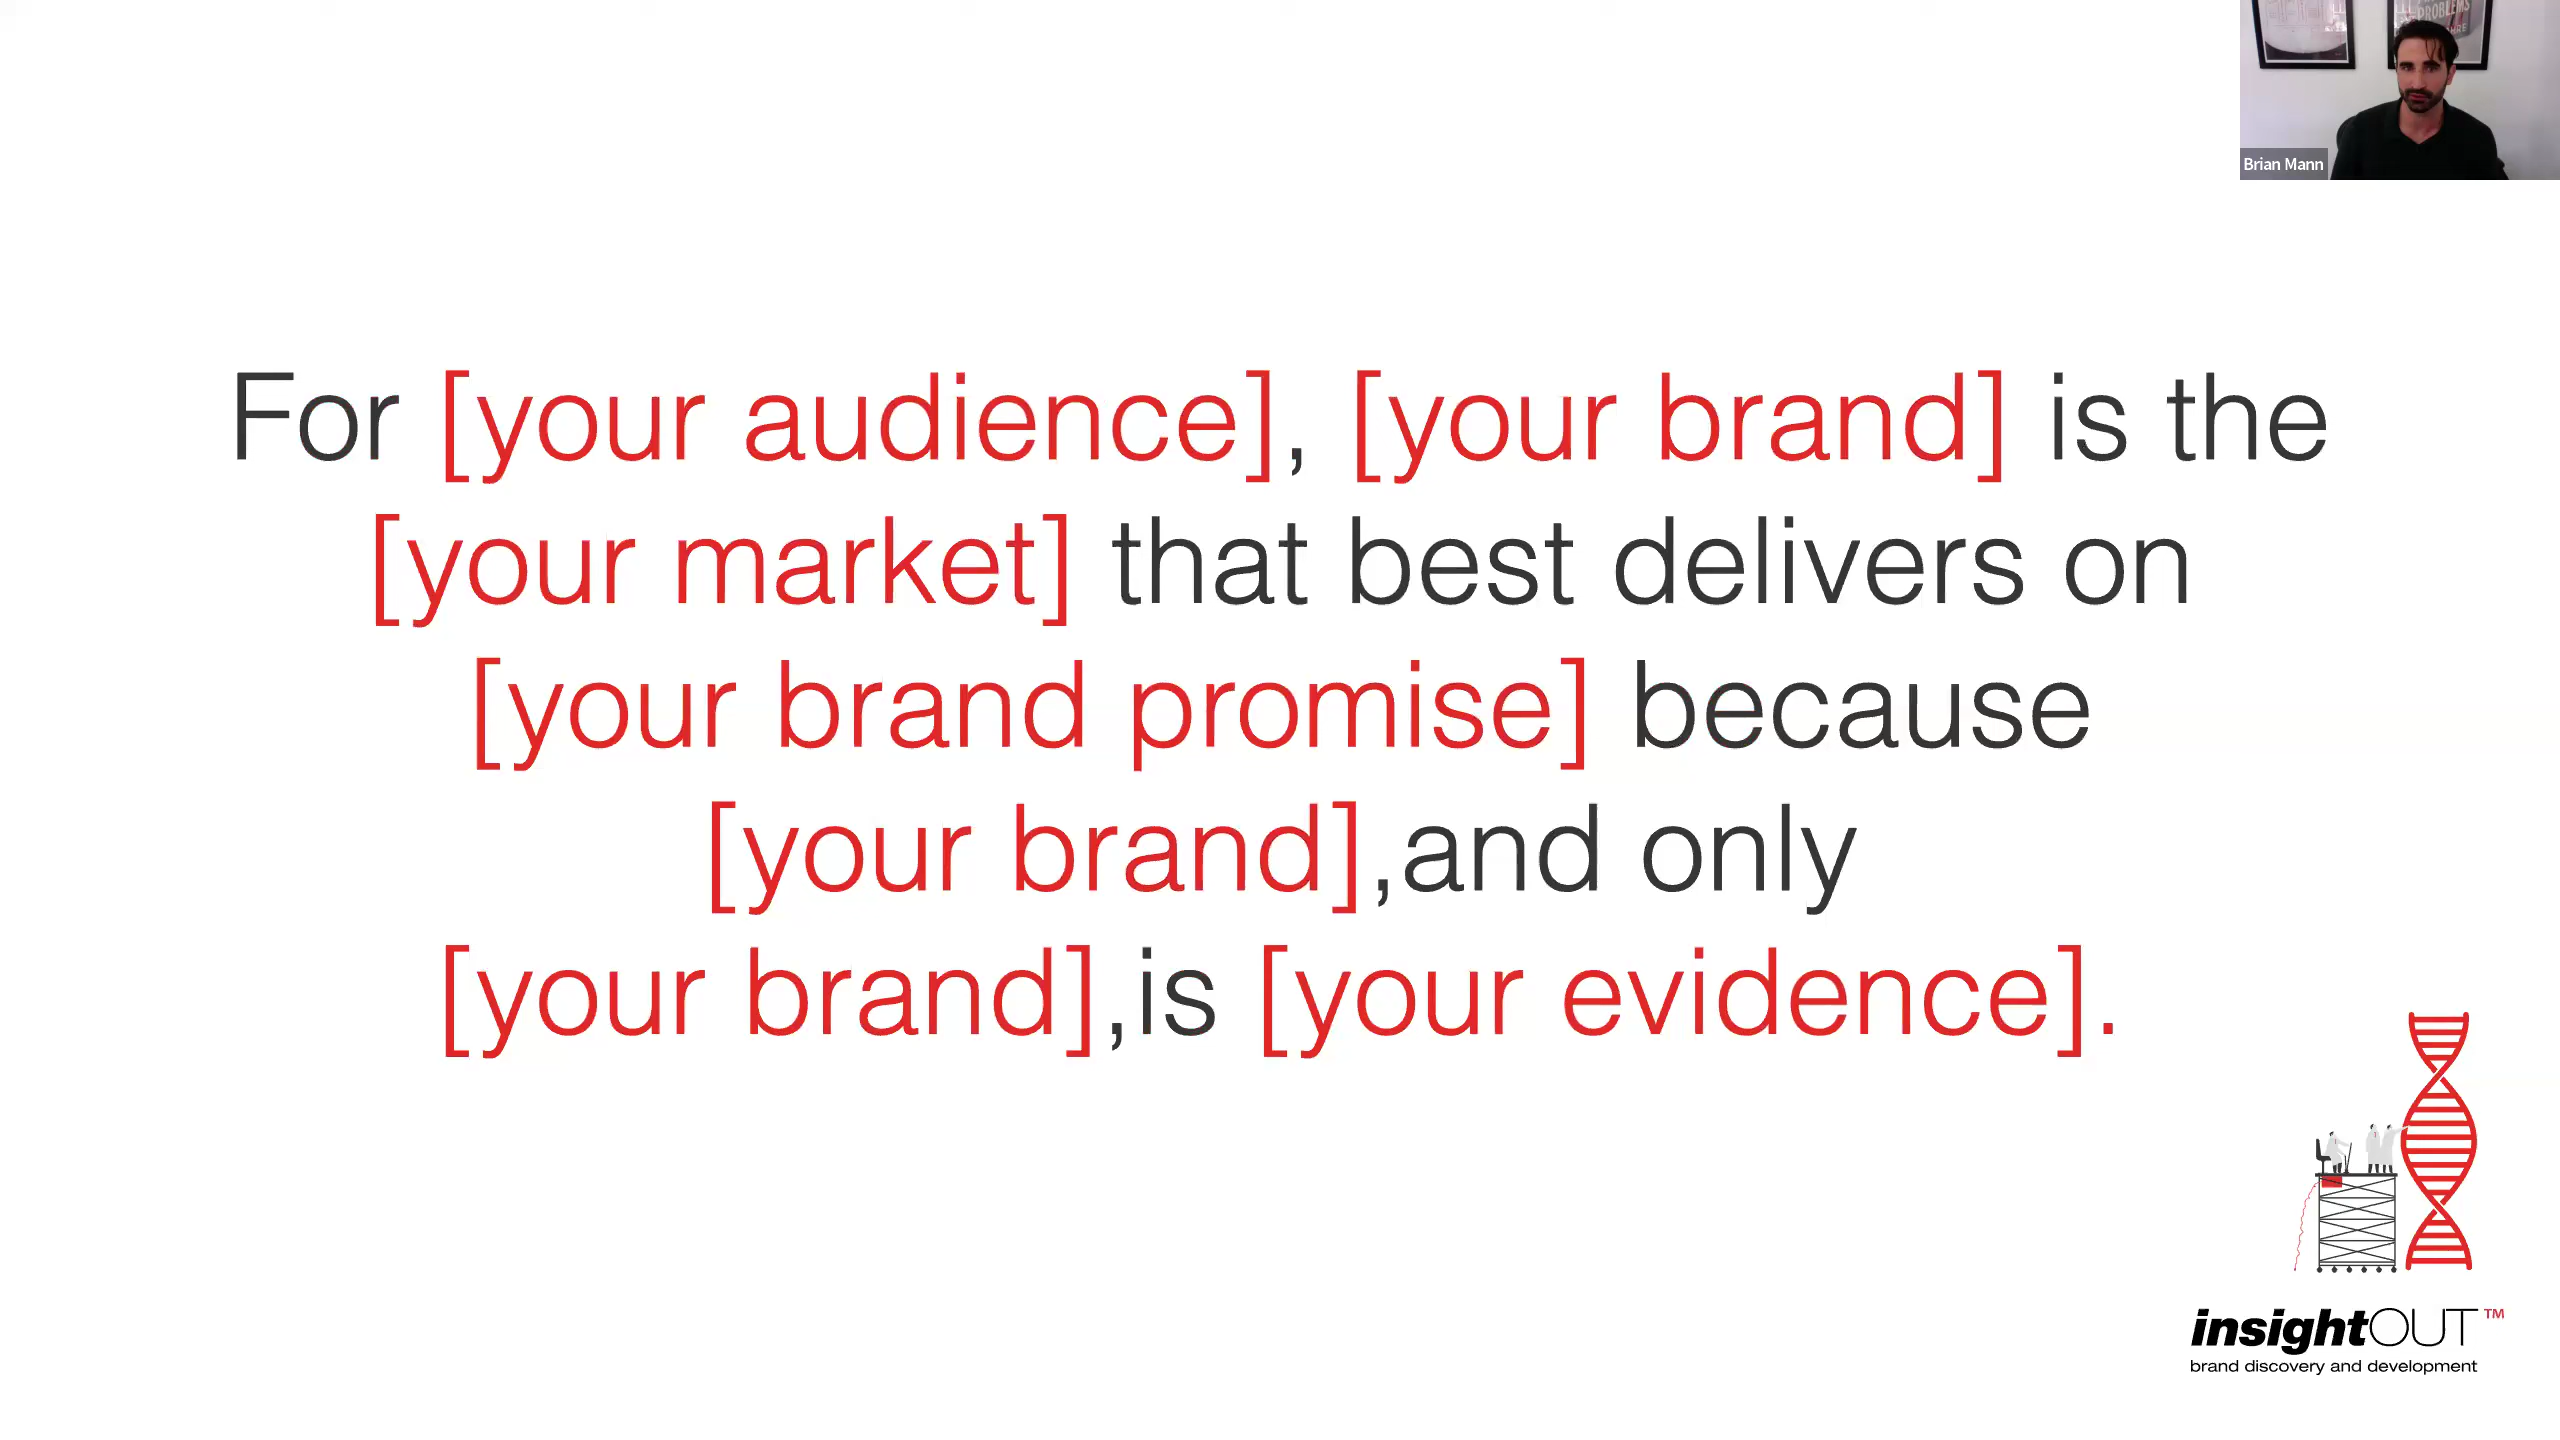 PROBLEMS
Brian Mann
For [your audience], [your brand] is the
[your market] that best delivers on
[your brand promise] because
[your brand],and only
[your brand],is [your evidence].
insightOUT™
brand discovery and development